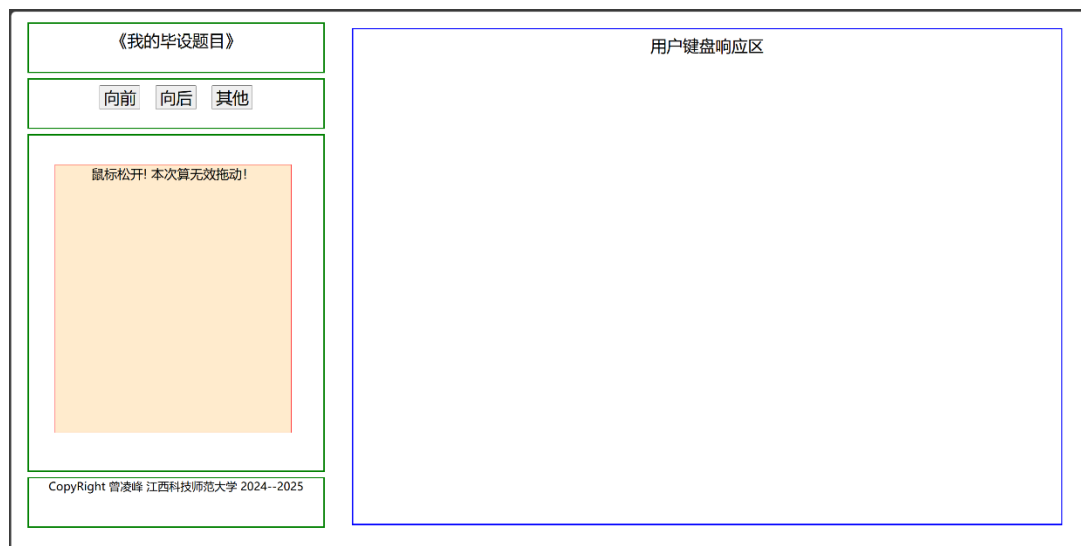 《我的毕设题目》
向前 向后 其他
鼠标松开! 本次算无效拖动!
CopyRight 曾凌峰 江西科技师范大学 2024--2025
用户键盘响应区